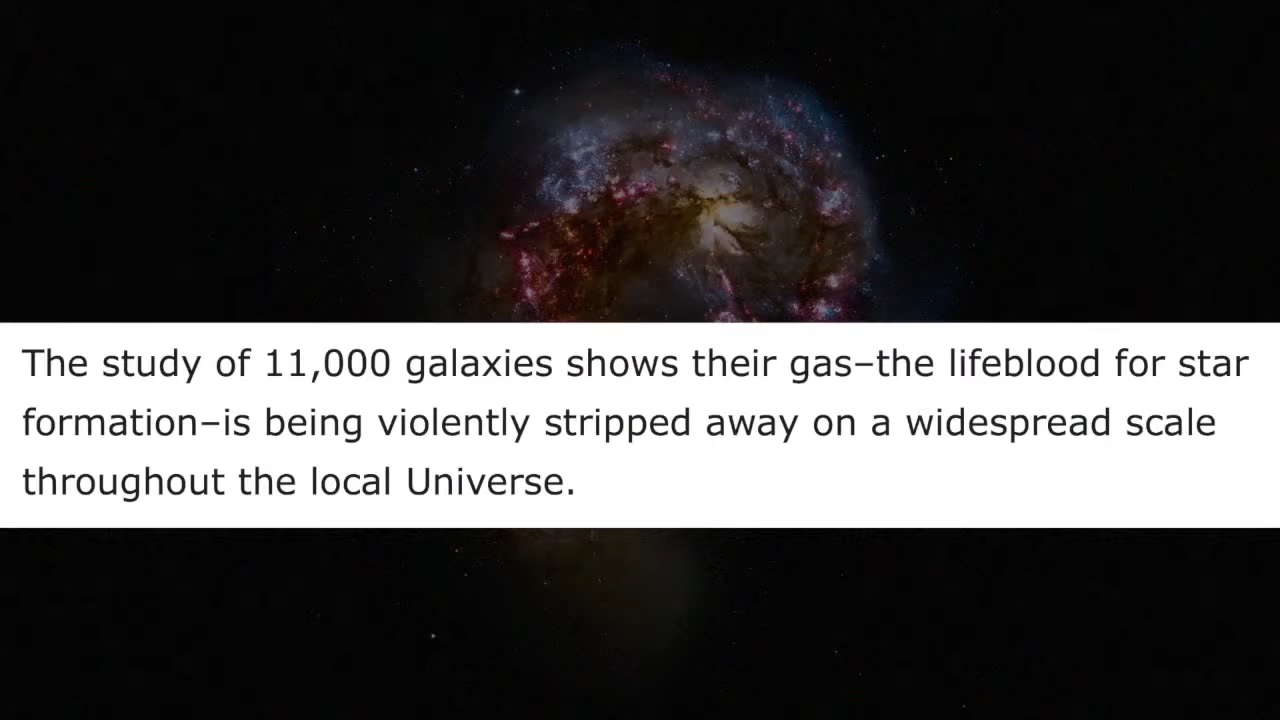 The study of 11,000 galaxies shows their gas–the lifeblood for star
formation–is being violently stripped away on a widespread scale
throughout the local Universe.